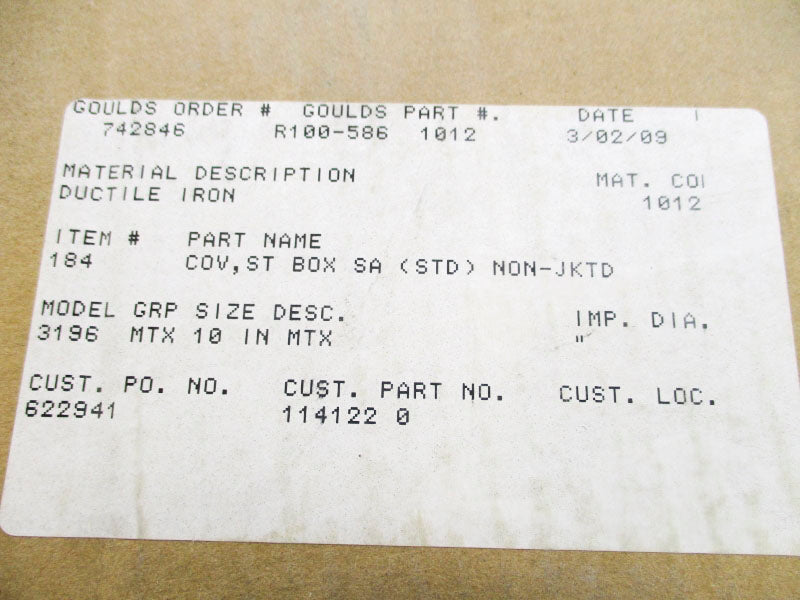 GOULDS ORDER # GOULDS PART #. DATE
742846 R100-586 1012 3/02/09
MATERIAL DESCRIPTION MAT. CO
DUCTILE IRON 1012
ITEM # PART NAME
184 COV,ST BOX SA (STD) NON-JKTD
MODEL GRP SIZE DESC. IMP. DIA.
3196 MTX 10 IN MTX "
CUST. PO. NO. CUST. PART NO. CUST. LOC.
622941 114122 0